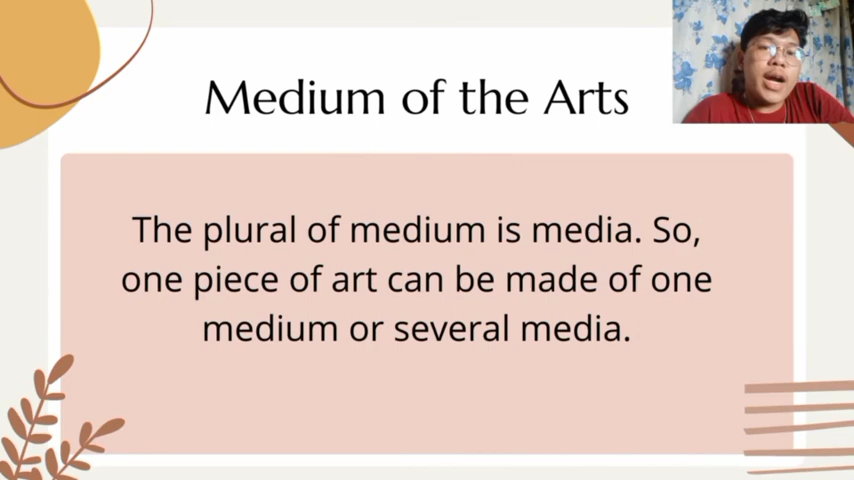 Medium of the Arts
The plural of medium is media. So,
one piece of art can be made of one
medium or several media.